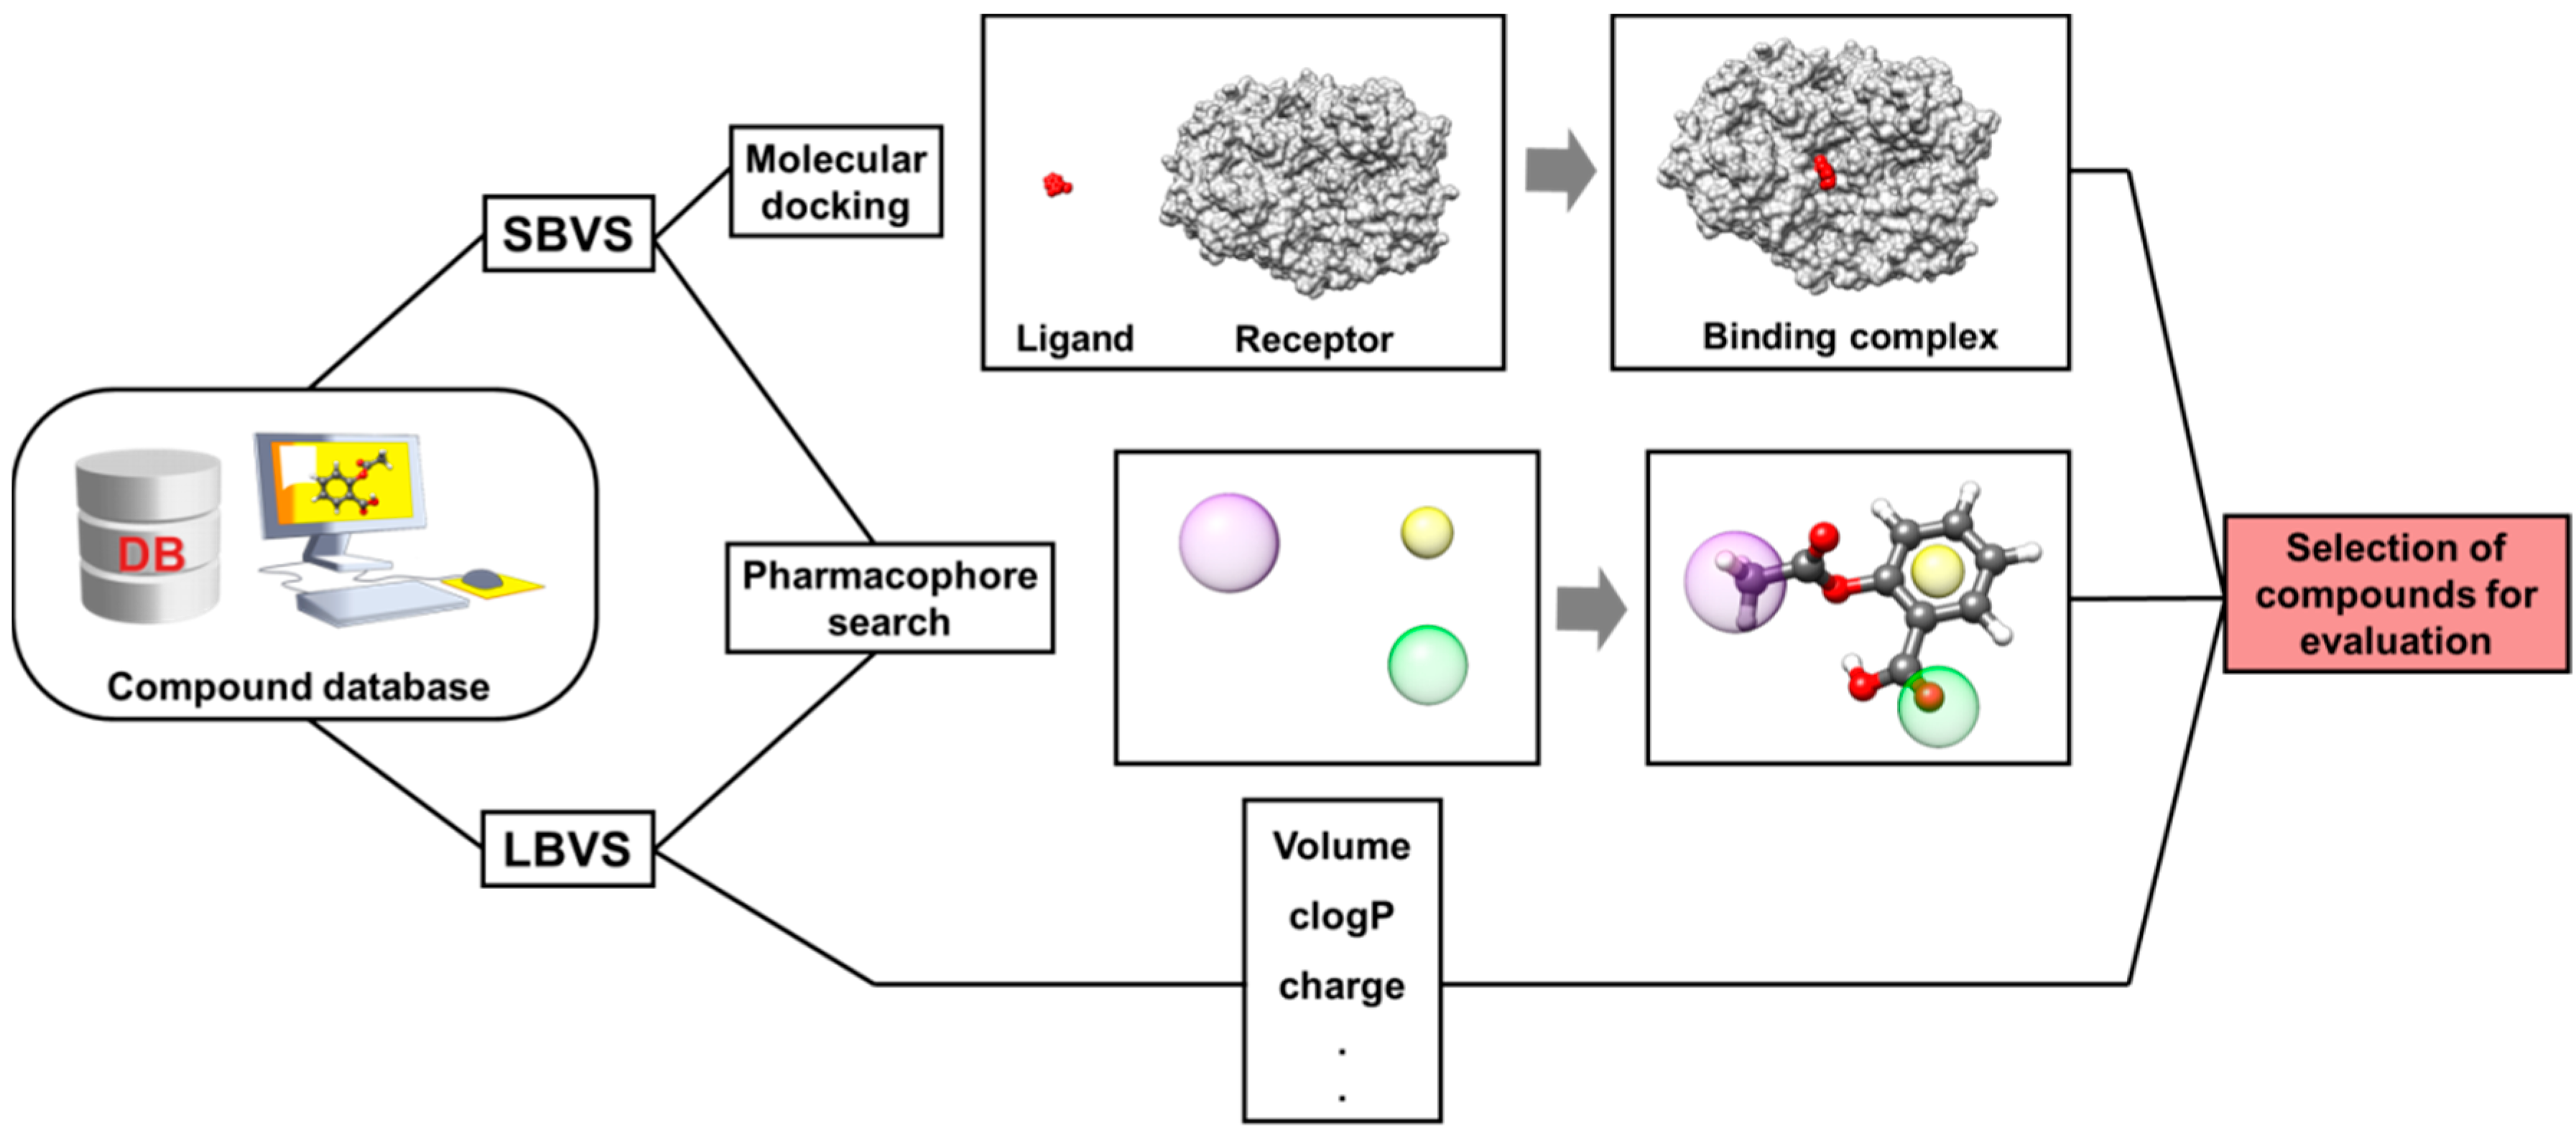 Molecular
docking
SBVS
Ligand
Receptor
Binding complex
DB
Compound database
Pharmacophore
search
Selection of
compounds for
evaluation
LBVS
Volume
clogP
charge
.
.